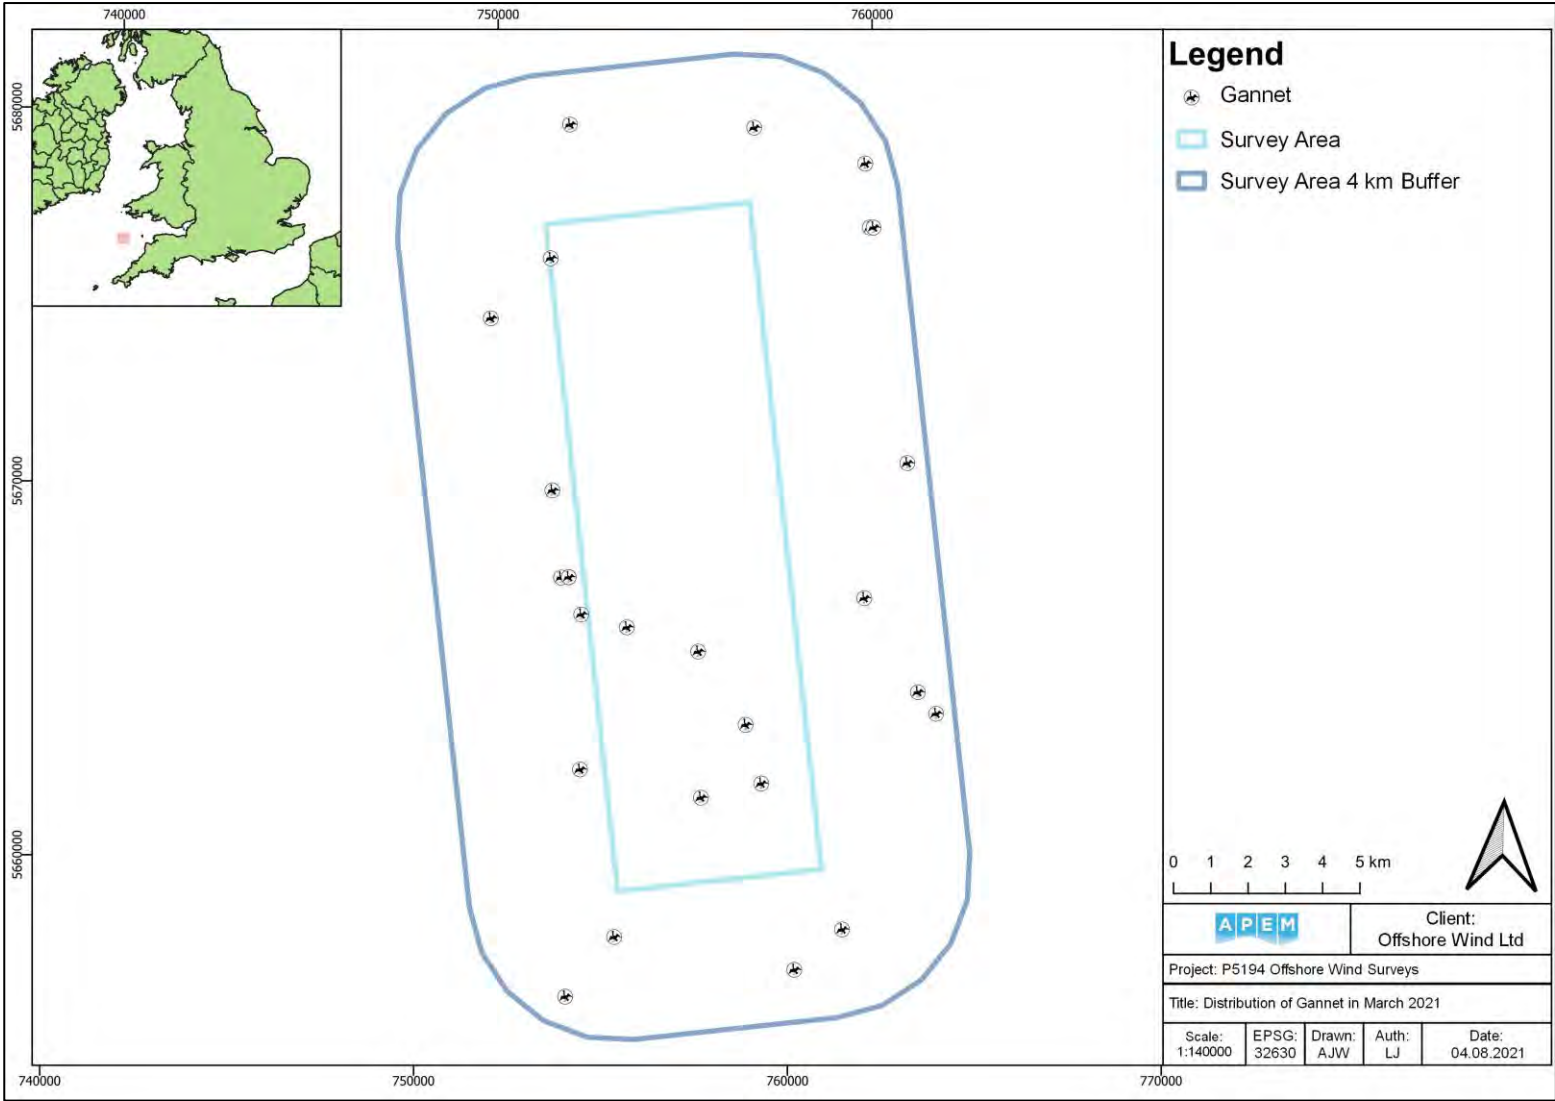 740000
750000
760000
5680000
5670000
5660000
Legend
Gannet
Survey Area
Survey Area 4 km Buffer
0 1 2 3 4 5 km
APEM
Client:
Offshore Wind Ltd
Project: P5194 Offshore Wind Surveys
Title: Distribution of Gannet in March 2021
Scale: EPSG: Drawn: Auth: Date:
1:140000 32630 AJW LJ 04.08.2021
740000
750000
760000
770000